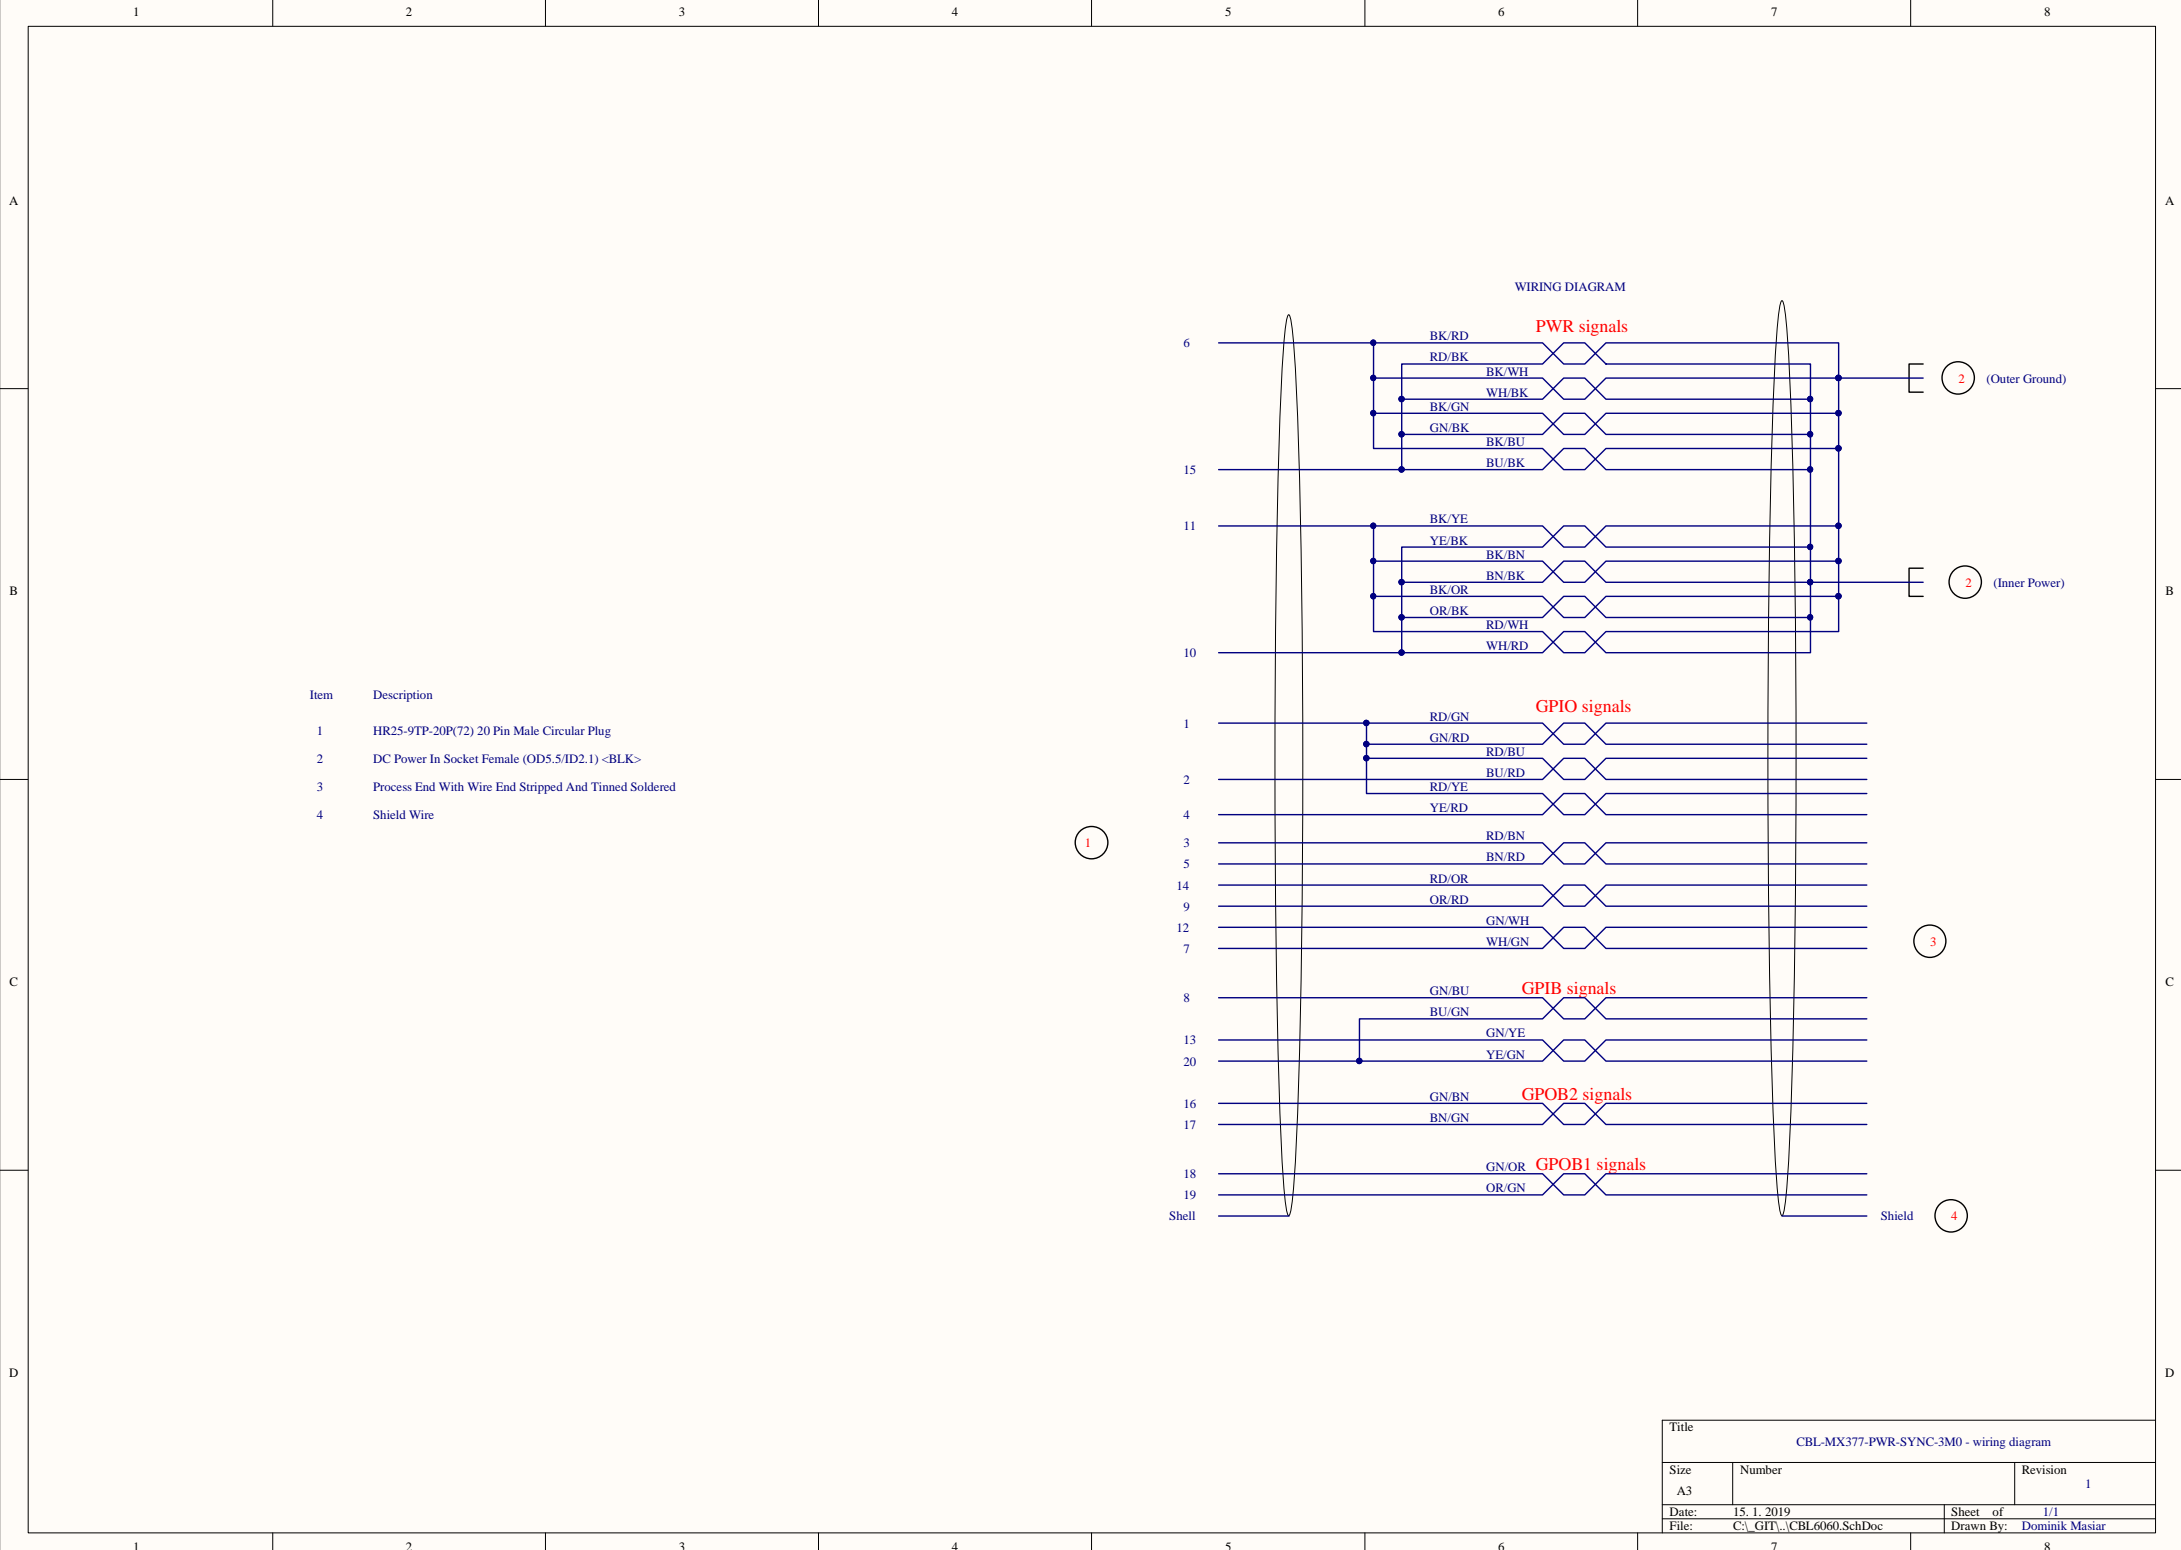 1 2 3 4 5 6 7 8
A A
B B
C C
D D
WIRING DIAGRAM
PWR signals
6 BK/RD
RD/BK
BK/WH
2 (Outer Ground)
WH/BK
BK/GN
GN/BK
BK/BU
15 BU/BK
11 BK/YE
YE/BK
BK/BN
BN/BK
2 (Inner Power)
BK/OR
OR/BK
RD/WH
10 WH/RD
Item Description
1 HR25-9TP-20P(72) 20 Pin Male Circular Plug
2 DC Power In Socket Female (OD5.5/ID2.1) <BLK>
3 Process End With Wire End Stripped And Tinned Soldered
4 Shield Wire
1
GPIO signals
1 RD/GN
GN/RD
RD/BU
2 BU/RD
RD/YE
4 YE/RD
3 RD/BN
5 BN/RD
14 RD/OR
9 OR/RD
12 GN/WH
7 WH/GN
3
GPIB signals
8 GN/BU
BU/GN
13 GN/YE
20 YE/GN
GPOB2 signals
16 GN/BN
17 BN/GN
GPOB1 signals
18 GN/OR
19 OR/GN
Shell Shield 4
Title
CBL-MX377-PWR-SYNC-3M0 - wiring diagram
Size Number Revision
A3 1
Date: 15. 1. 2019 Sheet of 1/1
File: C:\_GIT\..\CBL6060.SchDoc Drawn By: Dominik Masiar
1 2 3 4 5 6 7 8